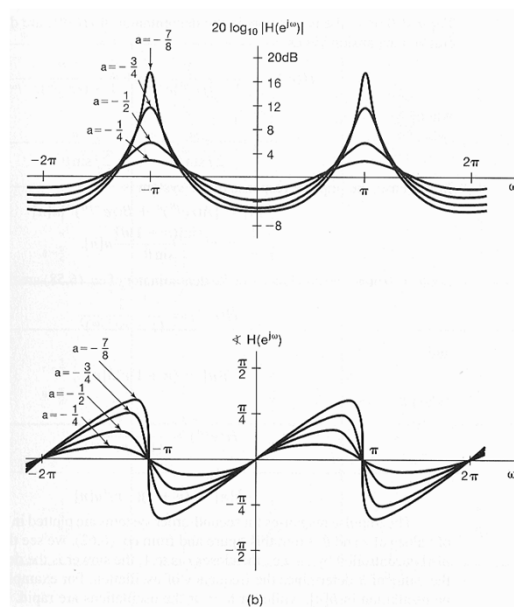 20 log₁₀ |H(e^jω)|
a = – 7/8
20dB
a = – 3/4
16
a = – 1/2
12
a = – 1/4
8
4
–2π –π π 2π ω
–8
∢ H(e^jω)
a = – 7/8
π/2
a = – 3/4
a = – 1/2
π/4
a = – 1/4
–2π –π π 2π ω
–π/4
–π/2
(b)